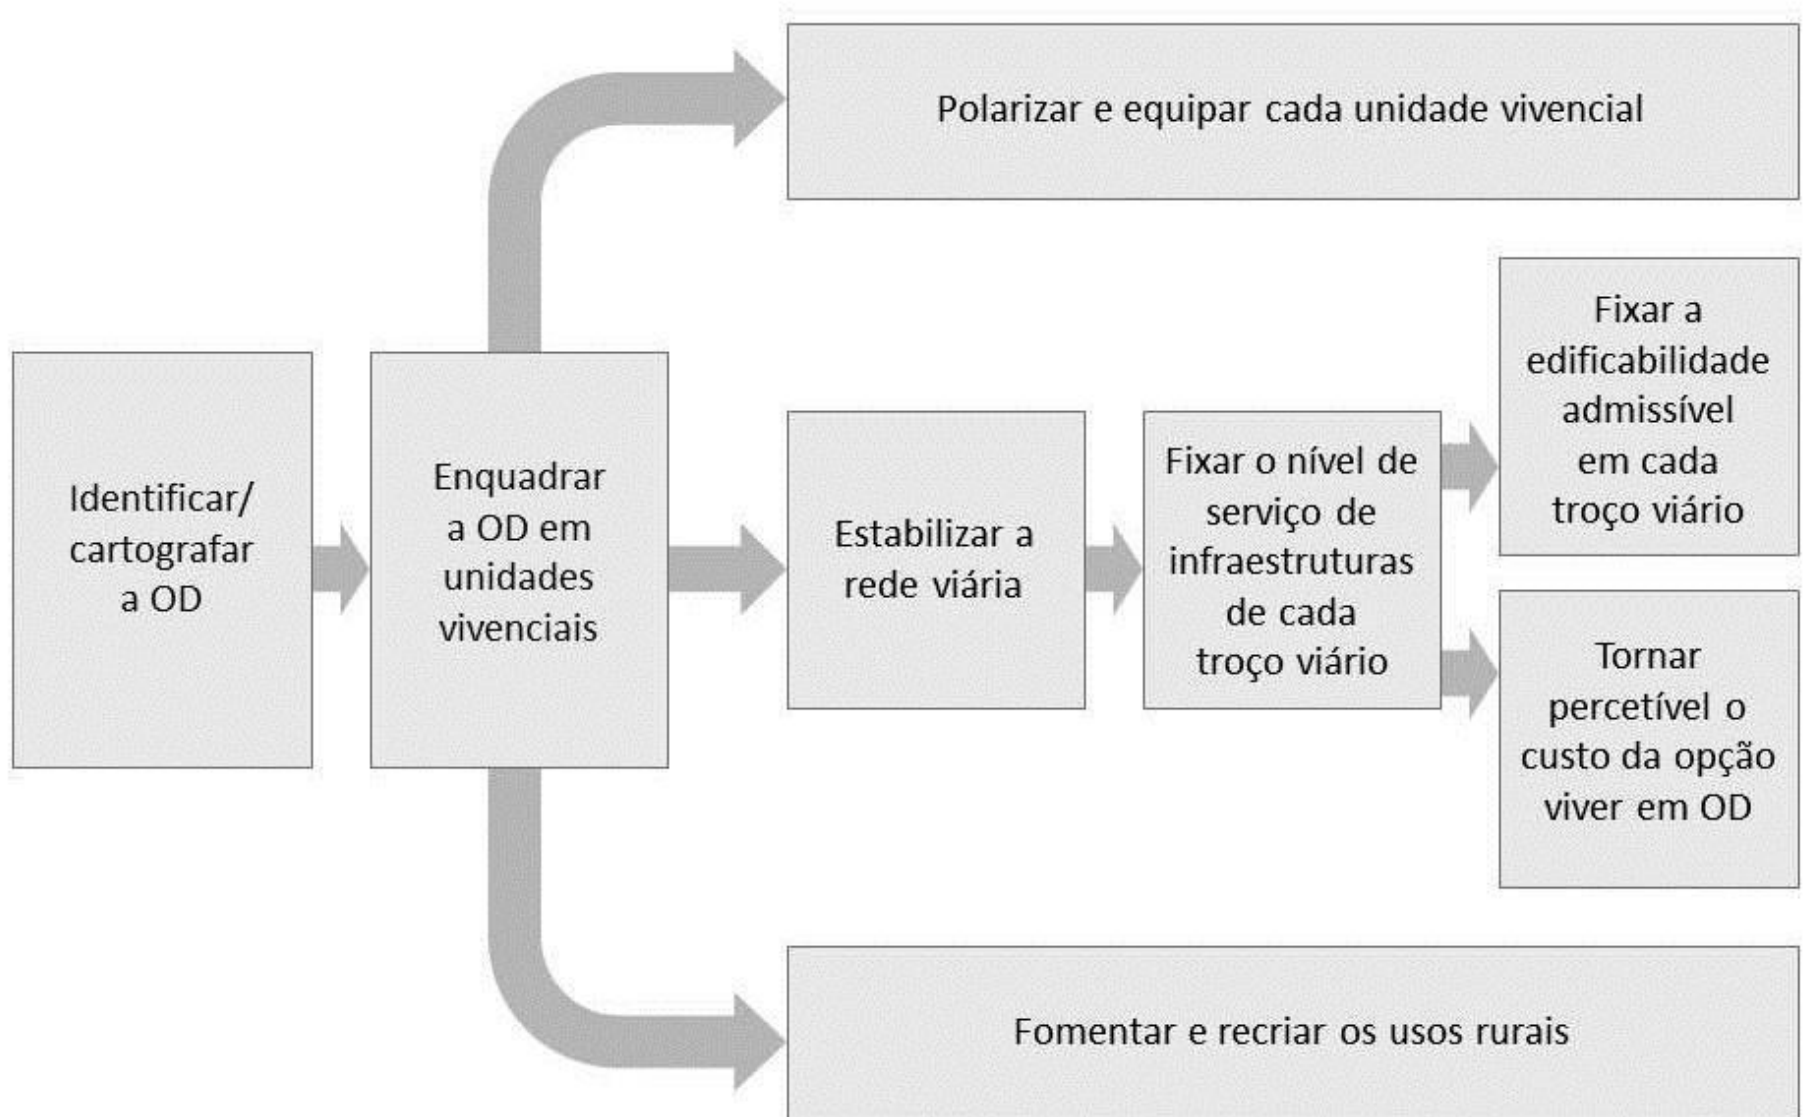 Polarizar e equipar cada unidade vivencial
Identificar/
cartografar
a OD
Enquadrar
a OD em
unidades
vivenciais
Estabilizar a
rede viária
Fixar o nível de
serviço de
infraestruturas
de cada
troço viário
Fixar a
edificabilidade
admissível
em cada
troço viário
Tornar
percetível o
custo da opção
viver em OD
Fomentar e recriar os usos rurais